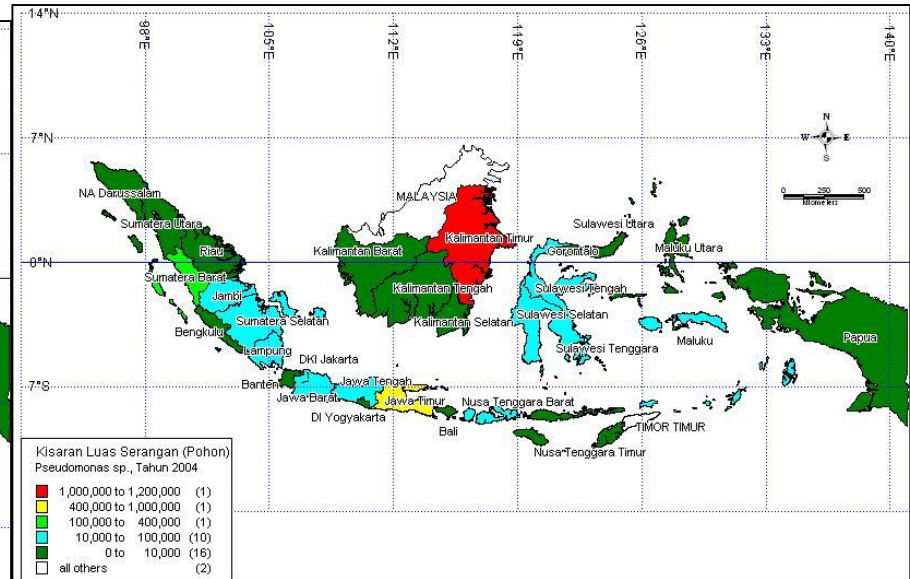 14°N
98°E
105°E
112°E
119°E
126°E
133°E
140°E
7°N
N
W E
S
0 250 500
kilometers
MALAYSIA
NA Darussalam
Sumatera Utara
Sulawesi Utara
Kalimantan Timur
Riau
Kalimantan Barat
Gorontalo
Maluku Utara
0°N
Sumatera Barat
Kalimantan Tengah
Sulawesi Tengah
Jambi
Sumatera Selatan
Sulawesi Selatan
Bengkulu
Kalimantan Selatan
Maluku
Papua
Lampung
DKI Jakarta
Sulawesi Tenggara
Banten
Jawa Tengah
7°S
Jawa Barat
Jawa Timur
Nusa Tenggara Barat
DI Yogyakarta
Bali
TIMOR TIMUR
Nusa Tenggara Timur
Kisaran Luas Serangan (Pohon)
Pseudomonas sp., Tahun 2004
1,000,000 to 1,200,000 (1)
400,000 to 1,000,000 (1)
100,000 to 400,000 (1)
10,000 to 100,000 (10)
0 to 10,000 (16)
all others (2)